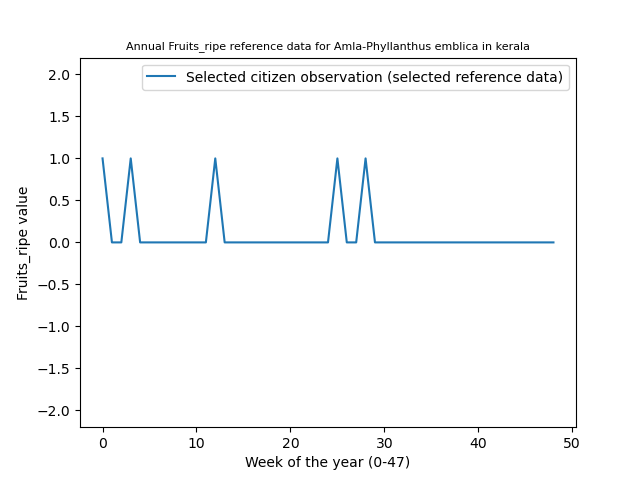 Annual Fruits_ripe reference data for Amla-Phyllanthus emblica in kerala
Selected citizen observation (selected reference data)
2.0
1.5
1.0
0.5
0.0
−0.5
−1.0
−1.5
−2.0
Fruits_ripe value
0 10 20 30 40 50
Week of the year (0-47)